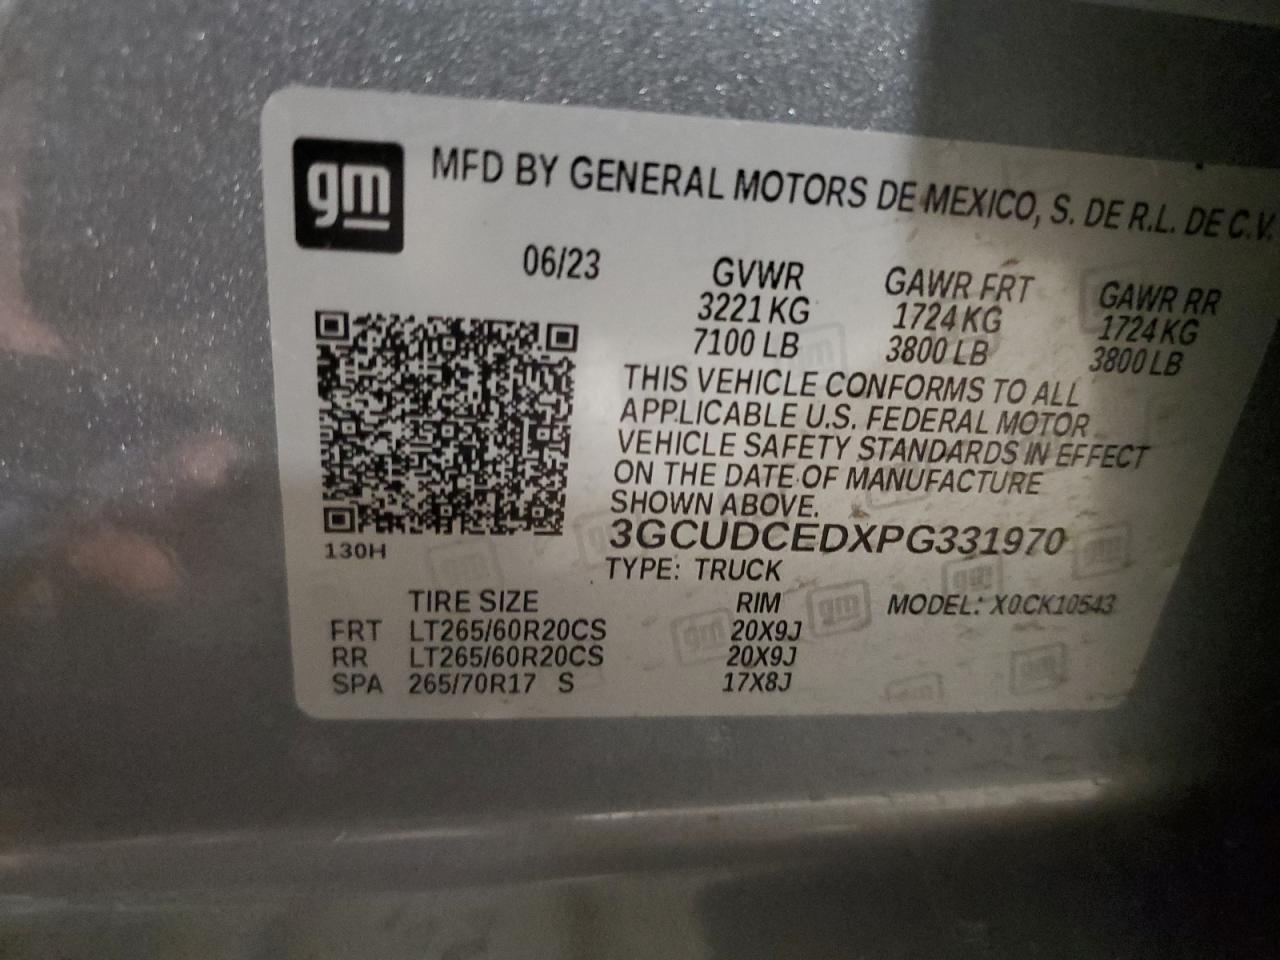 gm
MFD BY GENERAL MOTORS DE MEXICO, S. DE R.L. DE C.V.
06/23
GVWR GAWR FRT GAWR RR
3221 KG 1724 KG 1724 KG
7100 LB 3800 LB 3800 LB
THIS VEHICLE CONFORMS TO ALL
APPLICABLE U.S. FEDERAL MOTOR
VEHICLE SAFETY STANDARDS IN EFFECT
ON THE DATE OF MANUFACTURE
SHOWN ABOVE.
3GCUDCEDXPG331970
130H
TYPE: TRUCK
TIRE SIZE RIM MODEL: X0CK10543
FRT LT265/60R20CS 20X9J
RR LT265/60R20CS 20X9J
SPA 265/70R17 S 17X8J